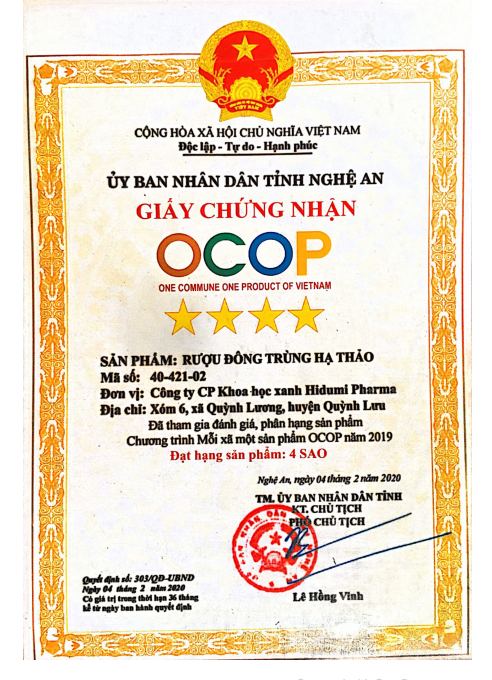 CỘNG HÒA XÃ HỘI CHỦ NGHĨA VIỆT NAM
Độc lập - Tự do - Hạnh phúc
ỦY BAN NHÂN DÂN TỈNH NGHỆ AN
GIẤY CHỨNG NHẬN
OCOP
ONE COMMUNE ONE PRODUCT OF VIETNAM
SẢN PHẨM: RƯỢU ĐÔNG TRÙNG HẠ THẢO
Mã số: 40-421-02
Đơn vị: Công ty CP Khoa học xanh Hidumi Pharma
Địa chỉ: Xóm 6, xã Quỳnh Lương, huyện Quỳnh Lưu
Đã tham gia đánh giá, phân hạng sản phẩm
Chương trình Mỗi xã một sản phẩm OCOP năm 2019
Đạt hạng sản phẩm: 4 SAO
Nghệ An, ngày 04 tháng 2 năm 2020
TM. ỦY BAN NHÂN DÂN TỈNH
KT. CHỦ TỊCH
PHÓ CHỦ TỊCH
Quyết định số: 303/QĐ-UBND
Ngày 04 tháng 2 năm 2020
Có giá trị trong thời hạn 36 tháng
kể từ ngày ban hành quyết định
Lê Hồng Vinh